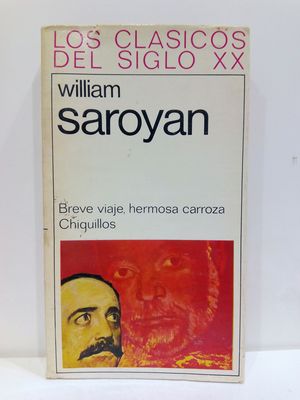 LOS CLASICOS
DEL SIGLO XX
william
saroyan
Breve viaje, hermosa carroza
Chiquillos